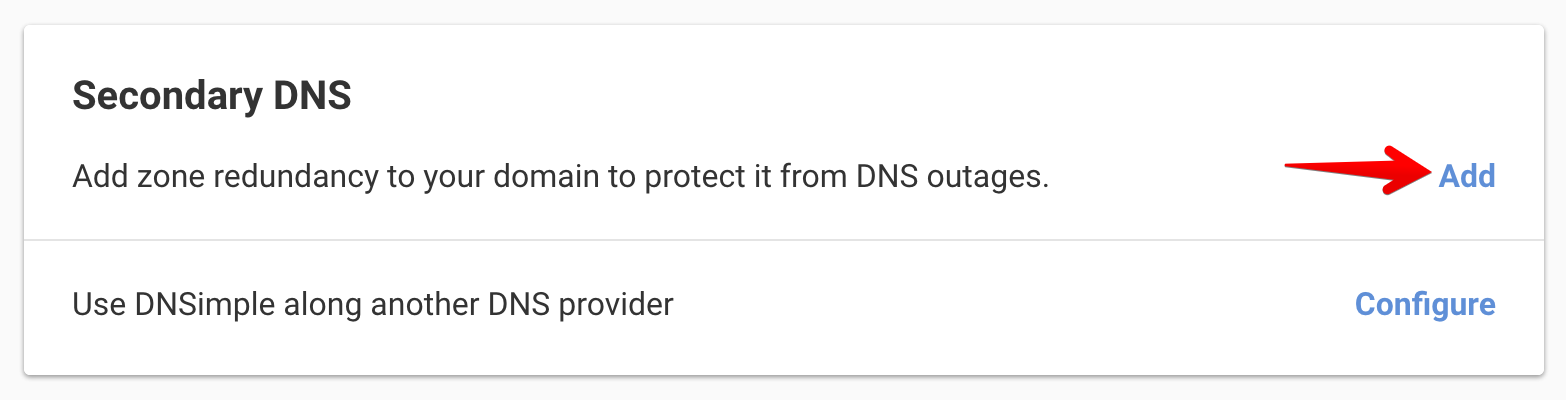 Secondary DNS
Add zone redundancy to your domain to protect it from DNS outages.
Add
Use DNSimple along another DNS provider
Configure